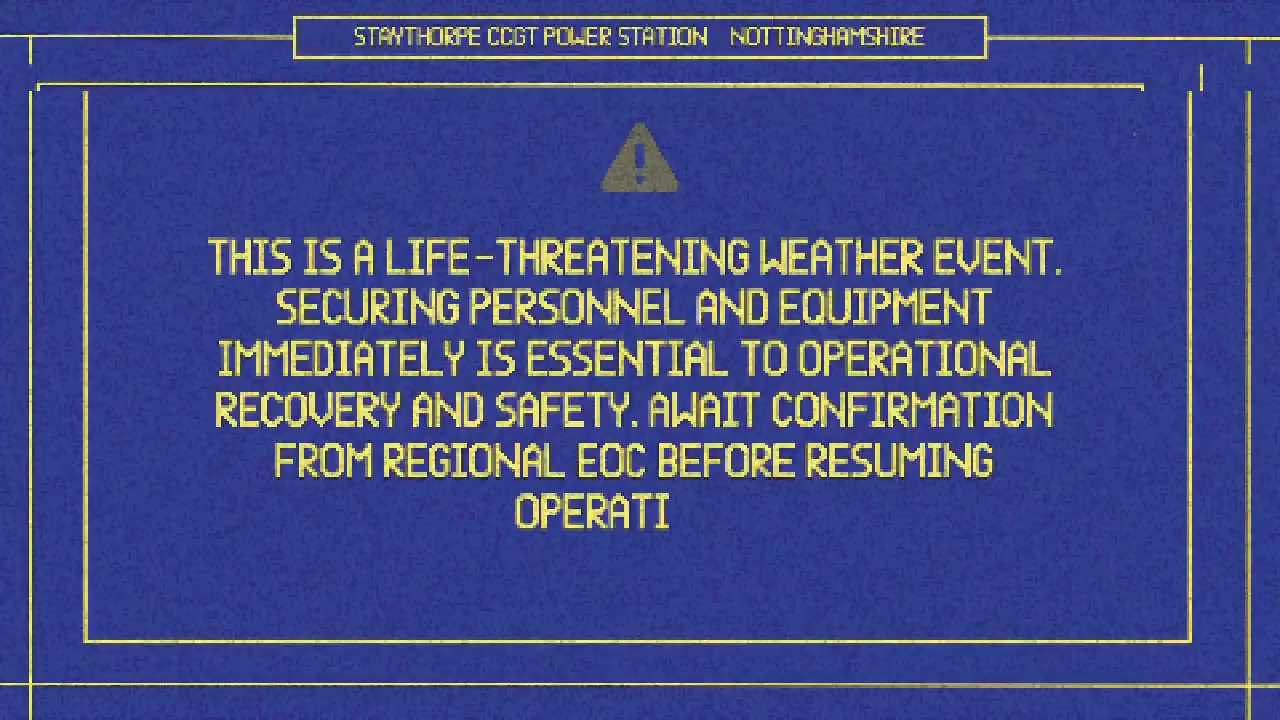 STAYTHORPE CCGT POWER STATION NOTTINGHAMSHIRE
THIS IS A LIFE-THREATENING WEATHER EVENT.
SECURING PERSONNEL AND EQUIPMENT
IMMEDIATELY IS ESSENTIAL TO OPERATIONAL
RECOVERY AND SAFETY. AWAIT CONFIRMATION
FROM REGIONAL EOC BEFORE RESUMING
OPERATI